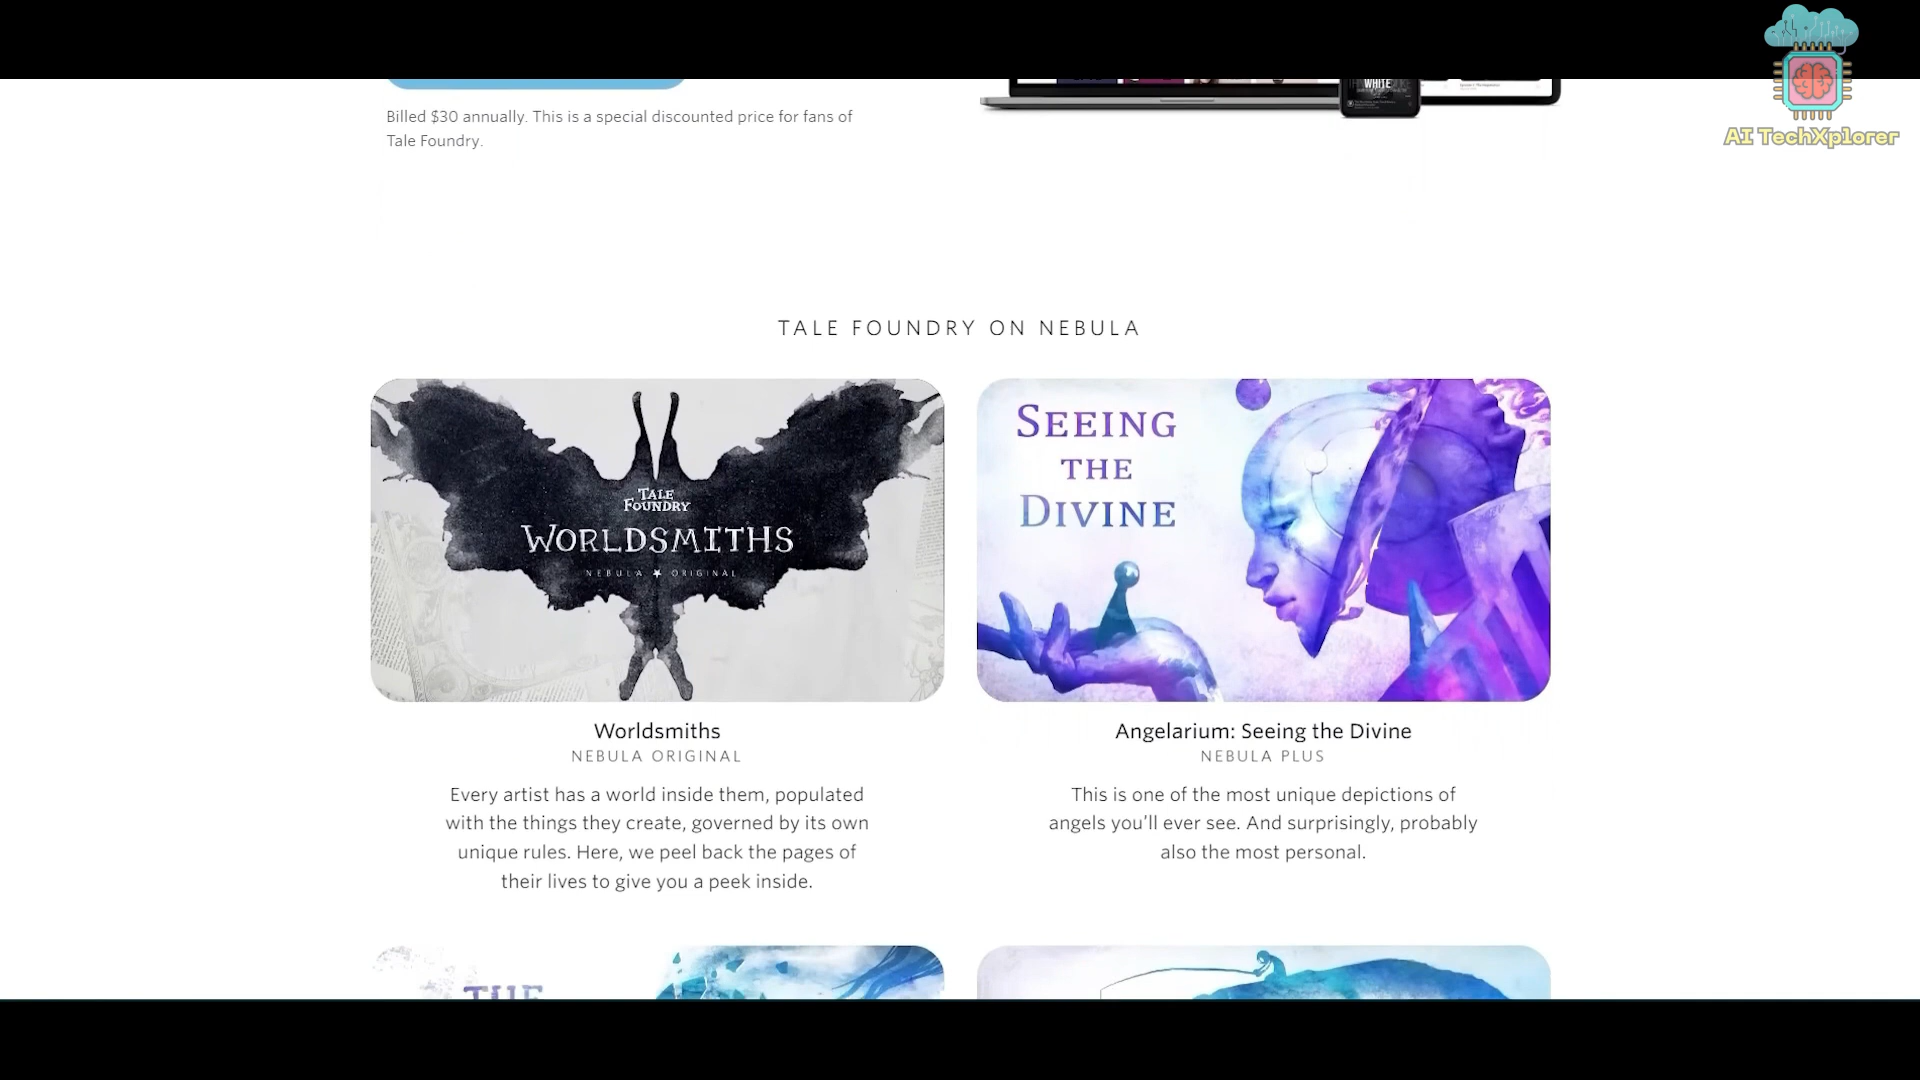 AI TechXplorer
WHITE
Billed $30 annually. This is a special discounted price for fans of
Tale Foundry.
TALE FOUNDRY ON NEBULA
TALE
FOUNDRY
WORLDSMITHS
NEBULA ORIGINAL
SEEING
THE
DIVINE
Worldsmiths
NEBULA ORIGINAL
Every artist has a world inside them, populated
with the things they create, governed by its own
unique rules. Here, we peel back the pages of
their lives to give you a peek inside.
Angelarium: Seeing the Divine
NEBULA PLUS
This is one of the most unique depictions of
angels you’ll ever see. And surprisingly, probably
also the most personal.
THE